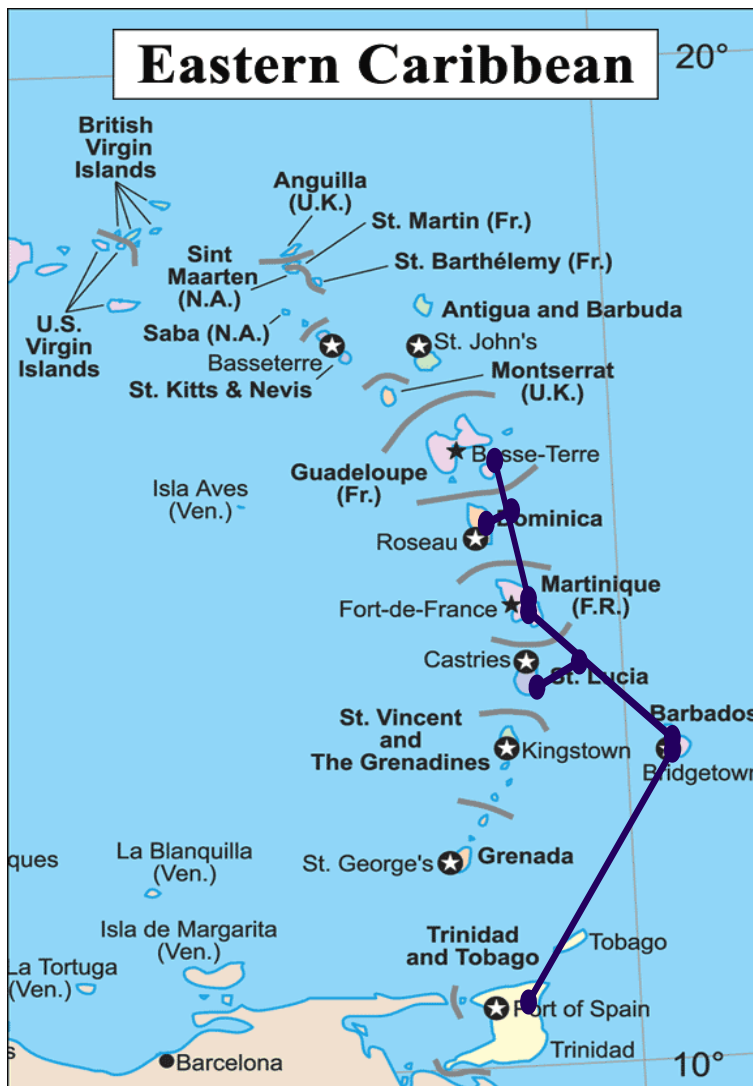 Eastern Caribbean
20°
British
Virgin
Islands
Anguilla
(U.K.)
St. Martin (Fr.)
Sint
Maarten
(N.A.)
St. Barthélemy (Fr.)
Antigua and Barbuda
U.S.
Virgin
Islands
Saba (N.A.)
St. John's
Basseterre
St. Kitts & Nevis
Montserrat
(U.K.)
Basse-Terre
Guadeloupe
(Fr.)
Isla Aves
(Ven.)
Dominica
Roseau
Martinique
(F.R.)
Fort-de-France
Castries
St. Lucia
St. Vincent
and
The Grenadines
Barbados
Kingstown
Bridgetown
ques
La Blanquilla
(Ven.)
St. George's
Grenada
Isla de Margarita
(Ven.)
Trinidad
and Tobago
Tobago
La Tortuga
(Ven.)
Port of Spain
s
Trinidad
Barcelona
10°